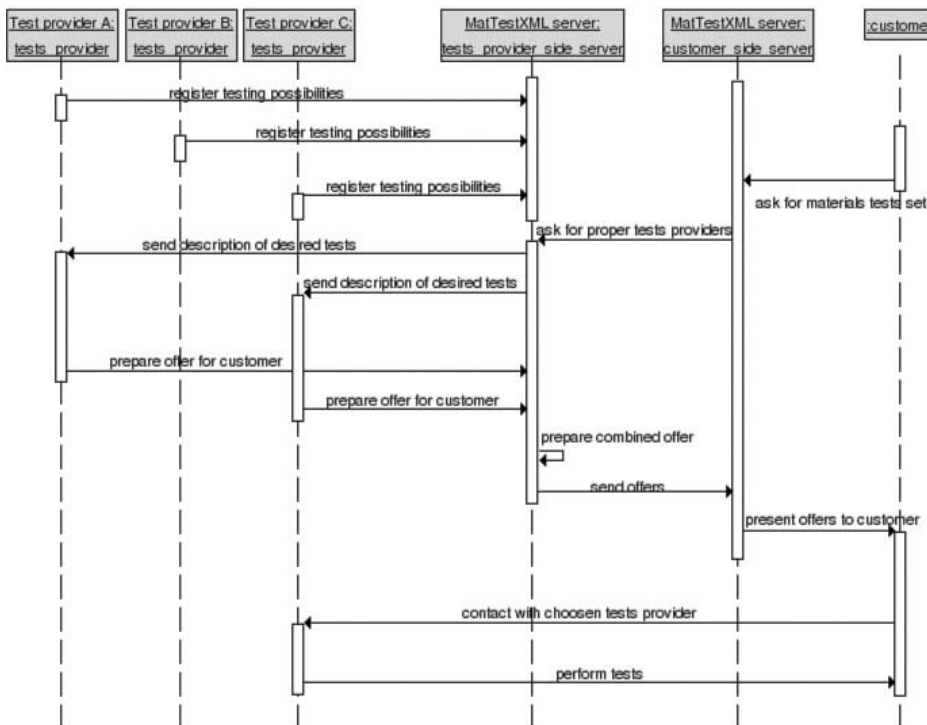 Test provider A:
tests_provider
Test provider B:
tests_provider
Test provider C:
tests_provider
MatTestXML server:
tests_provider_side_server
MatTestXML server:
customer_side_server
:custome
register testing possibilities
register testing possibilities
register testing possibilities
ask for materials tests set
ask for proper tests providers
send description of desired tests
send description of desired tests
prepare offer for customer
prepare offer for customer
prepare combined offer
send offers
present offers to customer
contact with choosen tests provider
perform tests